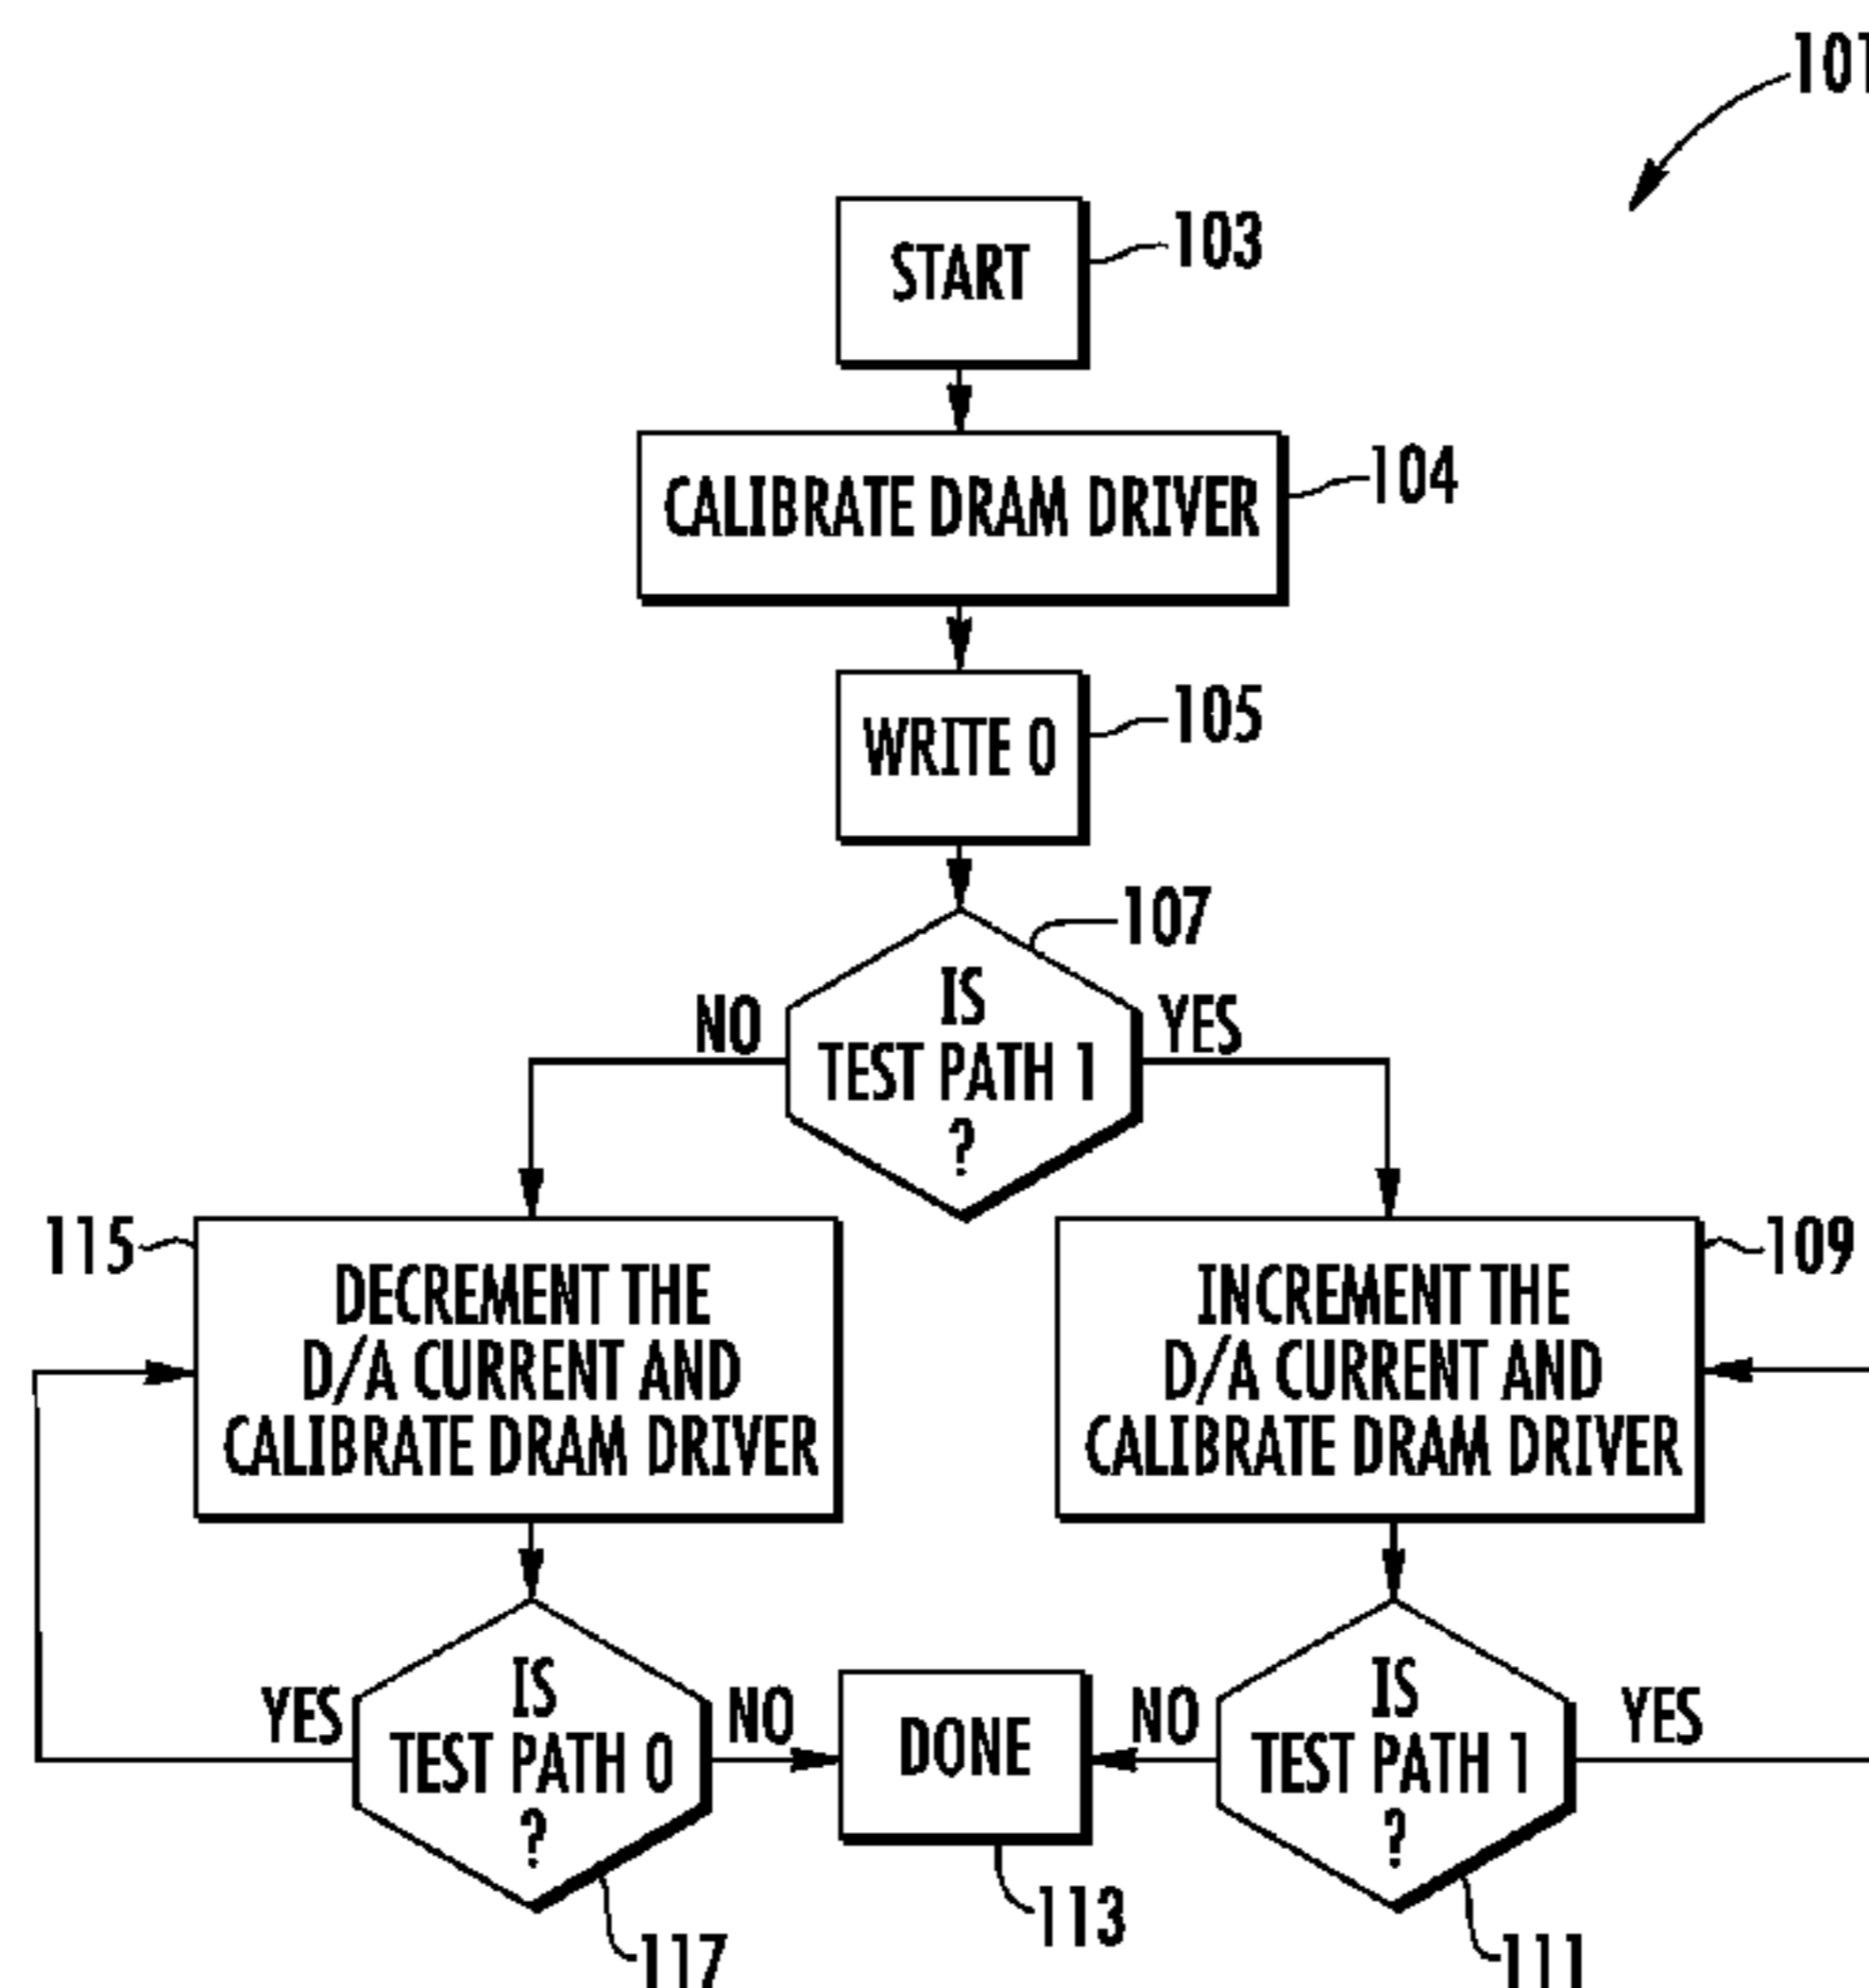 101
START
103
CALIBRATE DRAM DRIVER
104
WRITE 0
105
107
NO
IS
TEST PATH 1
?
YES
115
DECREMENT THE
D/A CURRENT AND
CALIBRATE DRAM DRIVER
INCREMENT THE
D/A CURRENT AND
CALIBRATE DRAM DRIVER
109
YES
IS
TEST PATH 0
?
NO
DONE
NO
IS
TEST PATH 1
?
YES
117
113
111